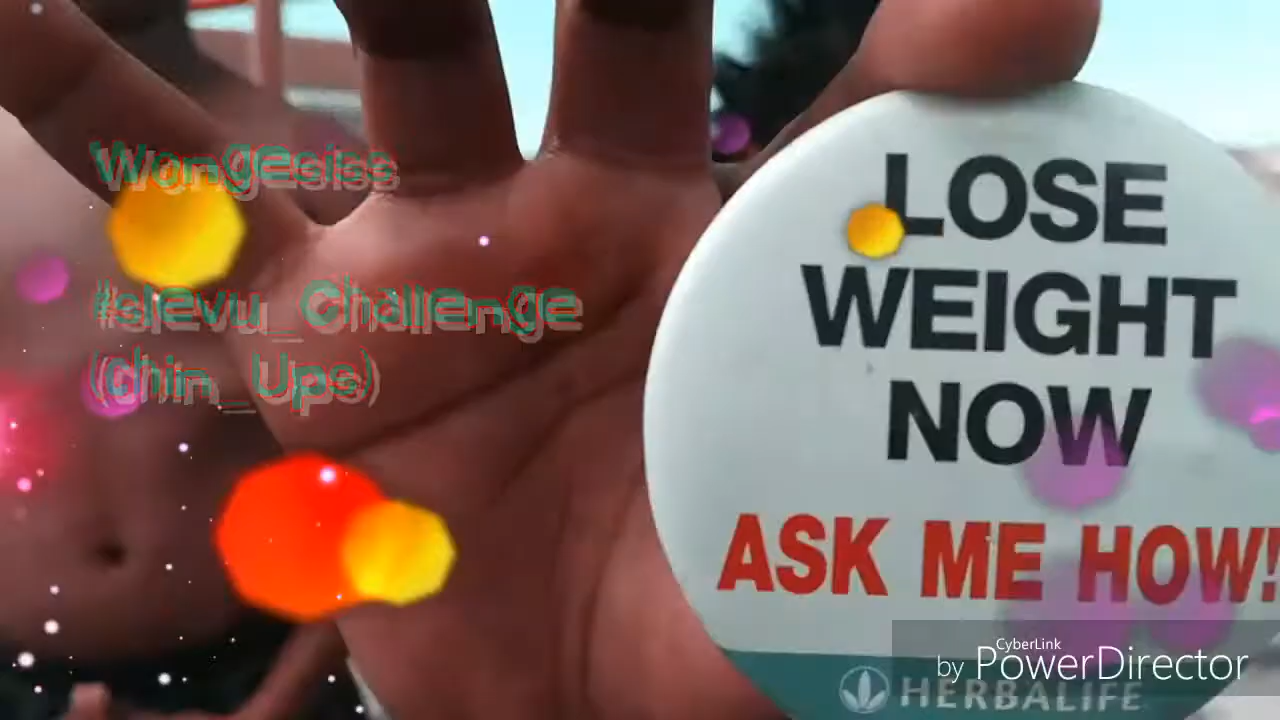 Wongesiss
#slevu_Challenge
(chin_Ups)
LOSE
WEIGHT
NOW
ASK ME HOW!
HERBALIFE
CyberLink
by PowerDirector